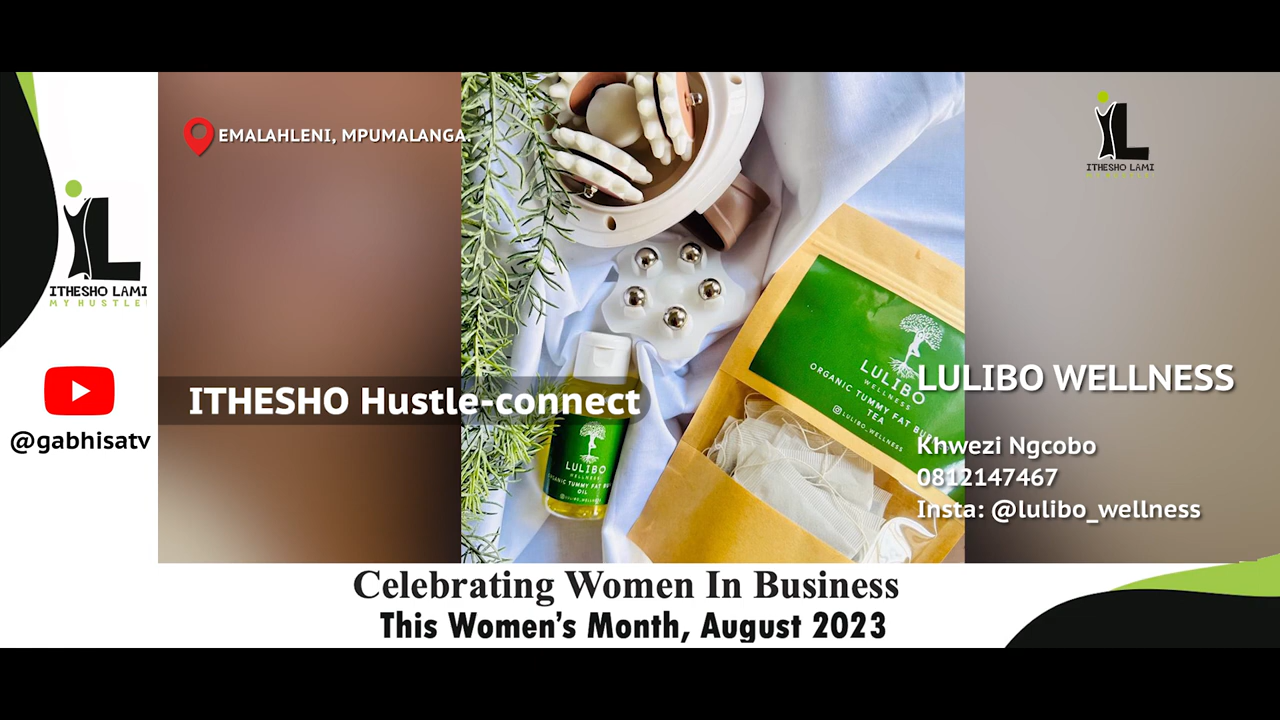 EMALAHLENI, MPUMALANGA.
ITHESHO LAMI
ITHESHO LAMI
MY HUSTLE
@gabhisatv
ITHESHO Hustle-connect
LULIBO
WELLNESS
ORGANIC TUMMY FAT
TEA
@LULIBO_WELLNESS
LULIBO
WELLNESS
ORGANIC TUMMY FAT
OIL
LULIBO WELLNESS
Khwezi Ngcobo
0812147467
Insta: @lulibo_wellness
Celebrating Women In Business
This Women's Month, August 2023